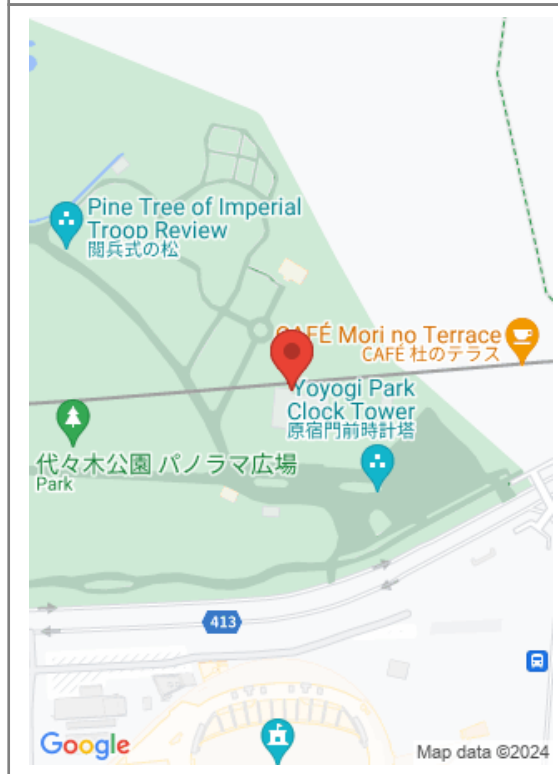 Pine Tree of Imperial
Troop Review
閲兵式の松
CAFÉ Mori no Terrace
CAFÉ 杜のテラス
Yoyogi Park
Clock Tower
原宿門前時計塔
代々木公園 パノラマ広場
Park
413
Google
Map data ©2024